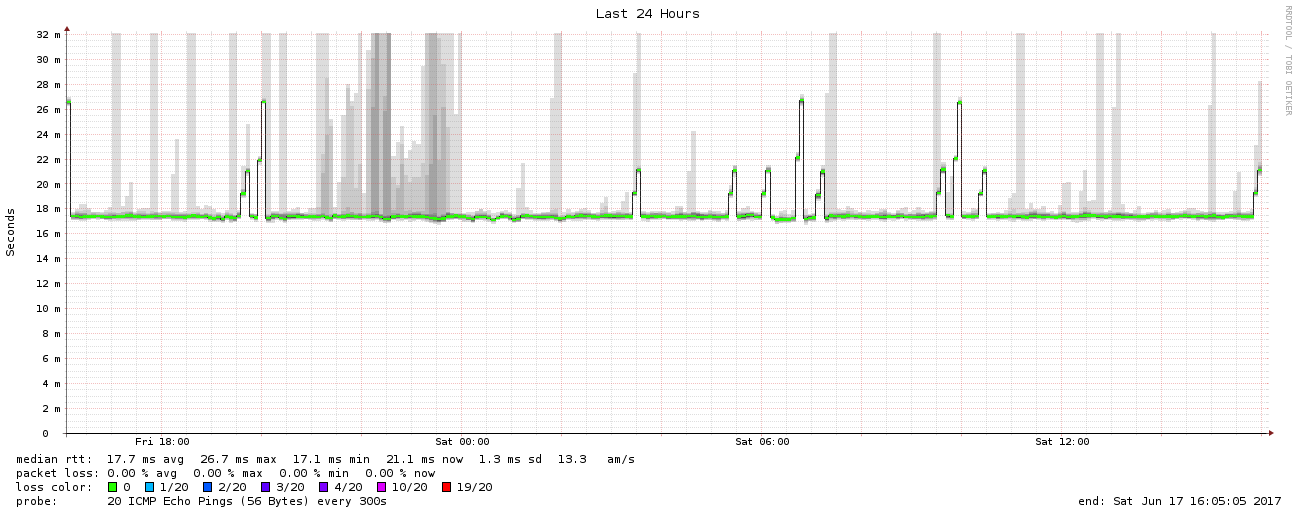 Last 24 Hours
RRDTOOL / TOBI OETIKER
Seconds
32 m
30 m
28 m
26 m
24 m
22 m
20 m
18 m
16 m
14 m
12 m
10 m
8 m
6 m
4 m
2 m
0
Fri 18:00 Sat 00:00 Sat 06:00 Sat 12:00
median rtt: 17.7 ms avg 26.7 ms max 17.1 ms min 21.1 ms now 1.3 ms sd 13.3 am/s
packet loss: 0.00 % avg 0.00 % max 0.00 % min 0.00 % now
loss color: 0 1/20 2/20 3/20 4/20 10/20 19/20
probe: 20 ICMP Echo Pings (56 Bytes) every 300s end: Sat Jun 17 16:05:05 2017